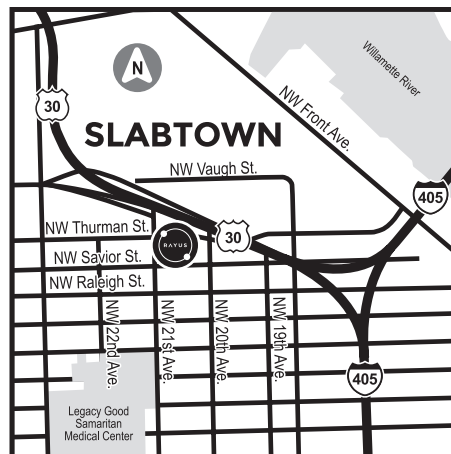 N
30
Willamette River
NW Front Ave.
SLABTOWN
NW Vaugh St.
405
NW Thurman St.
30
RAYUS
NW Savior St.
NW Raleigh St.
NW 22nd Ave.
NW 21st Ave.
NW 20th Ave.
NW 19th Ave.
405
Legacy Good
Samaritan
Medical Center